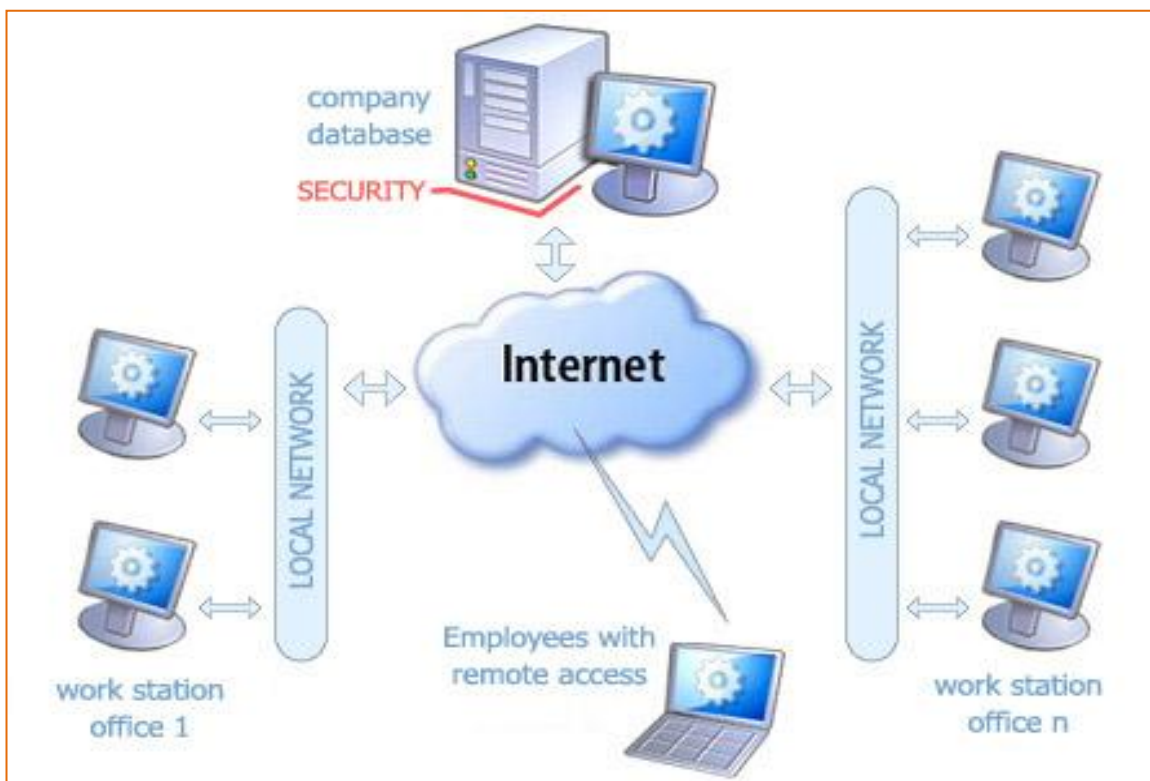 company
database
SECURITY
Internet
LOCAL NETWORK
LOCAL NETWORK
Employees with
remote access
work station
office 1
work station
office n